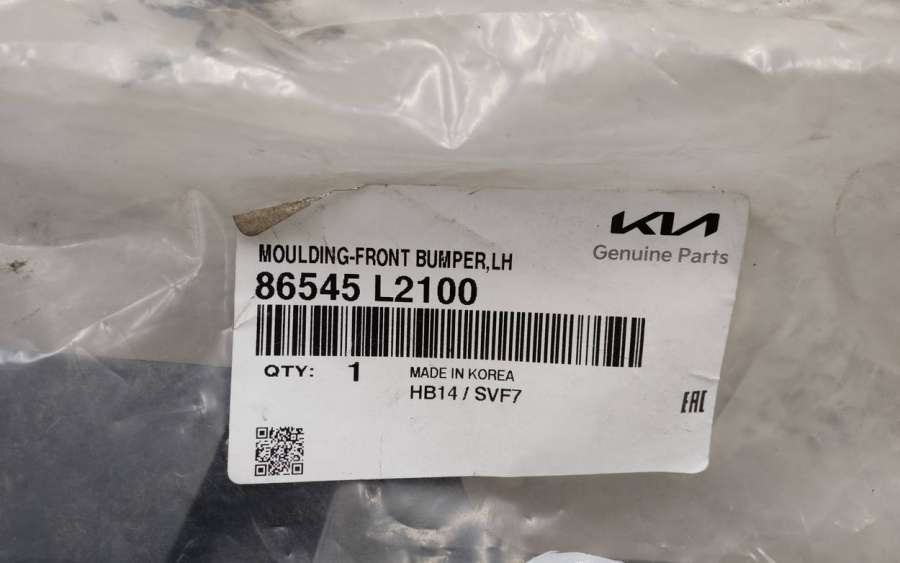 KIA
Genuine Parts
MOULDING-FRONT BUMPER,LH
86545 L2100
QTY: 1
MADE IN KOREA
HB14 / SVF7
EAC